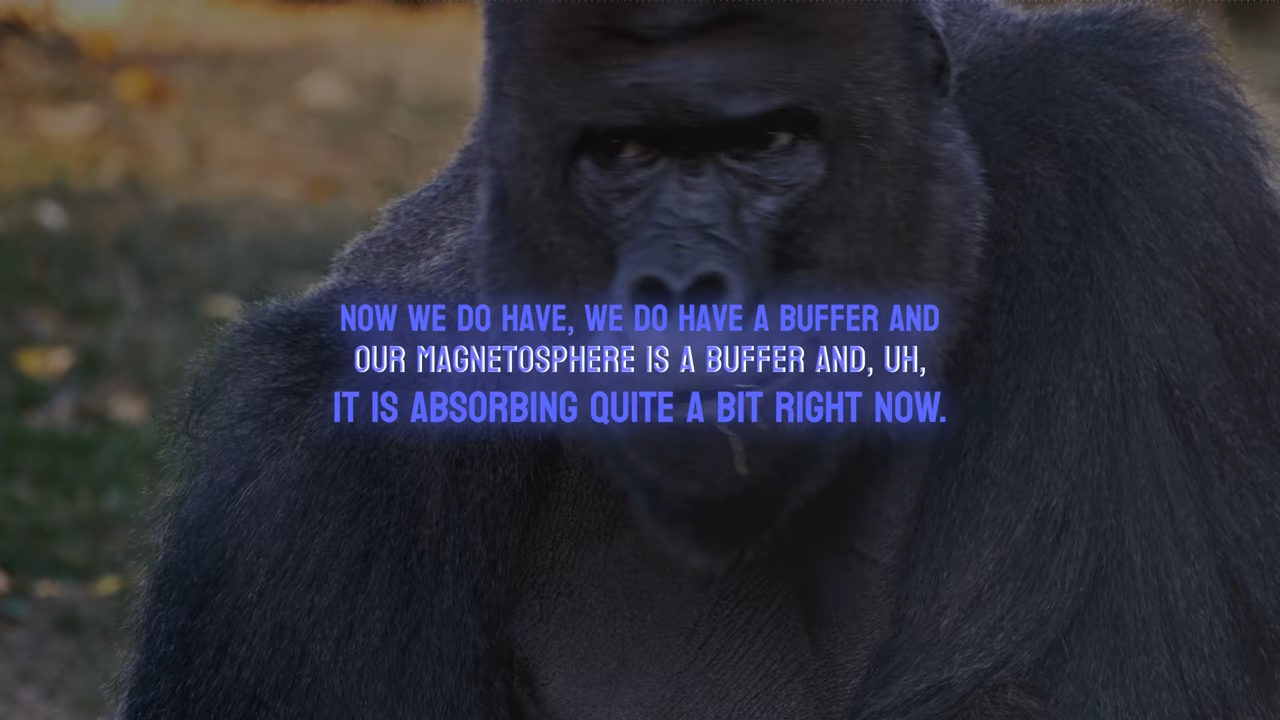 NOW WE DO HAVE, WE DO HAVE A BUFFER AND
OUR MAGNETOSPHERE IS A BUFFER AND, UH,
IT IS ABSORBING QUITE A BIT RIGHT NOW.